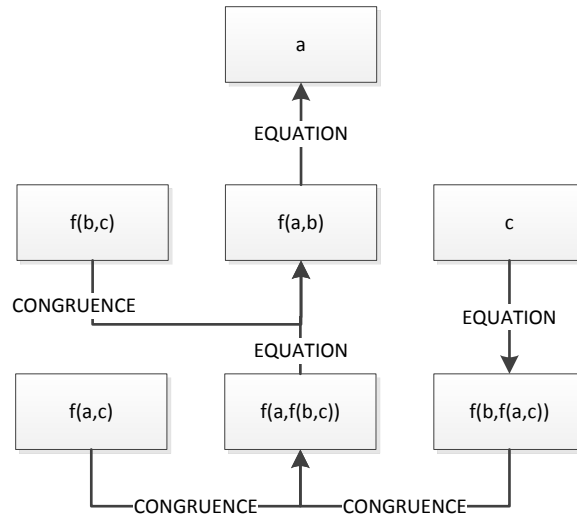 a
EQUATION
f(b,c)
f(a,b)
c
CONGRUENCE
EQUATION
EQUATION
f(a,c)
f(a,f(b,c))
f(b,f(a,c))
CONGRUENCE
CONGRUENCE